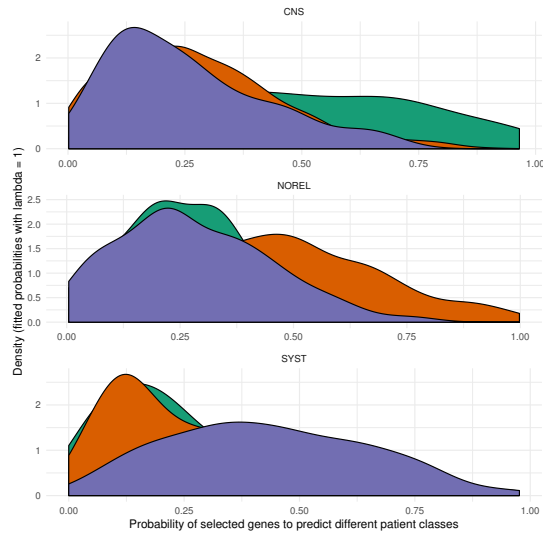 CNS
2
1
0
0.00 0.25 0.50 0.75 1.00
NOREL
2.5
2.0
1.5
1.0
0.5
0.0
0.00 0.25 0.50 0.75 1.00
SYST
2
1
0
0.00 0.25 0.50 0.75 1.00
Density (fitted probabilities with lambda = 1)
Probability of selected genes to predict different patient classes